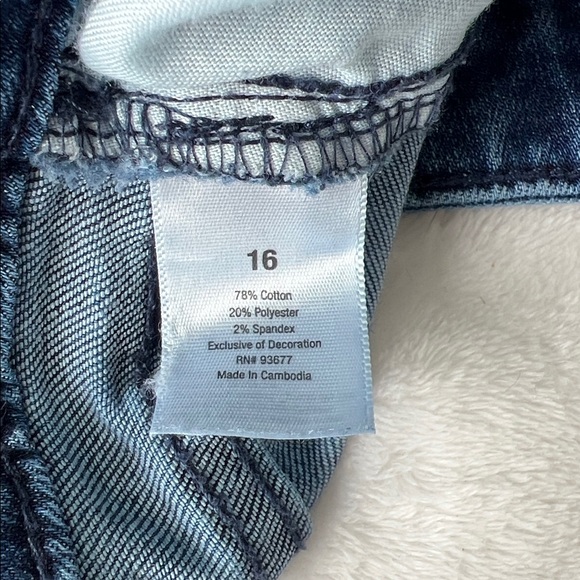 16
78% Cotton
20% Polyester
2% Spandex
Exclusive of Decoration
RN# 93677
Made In Cambodia